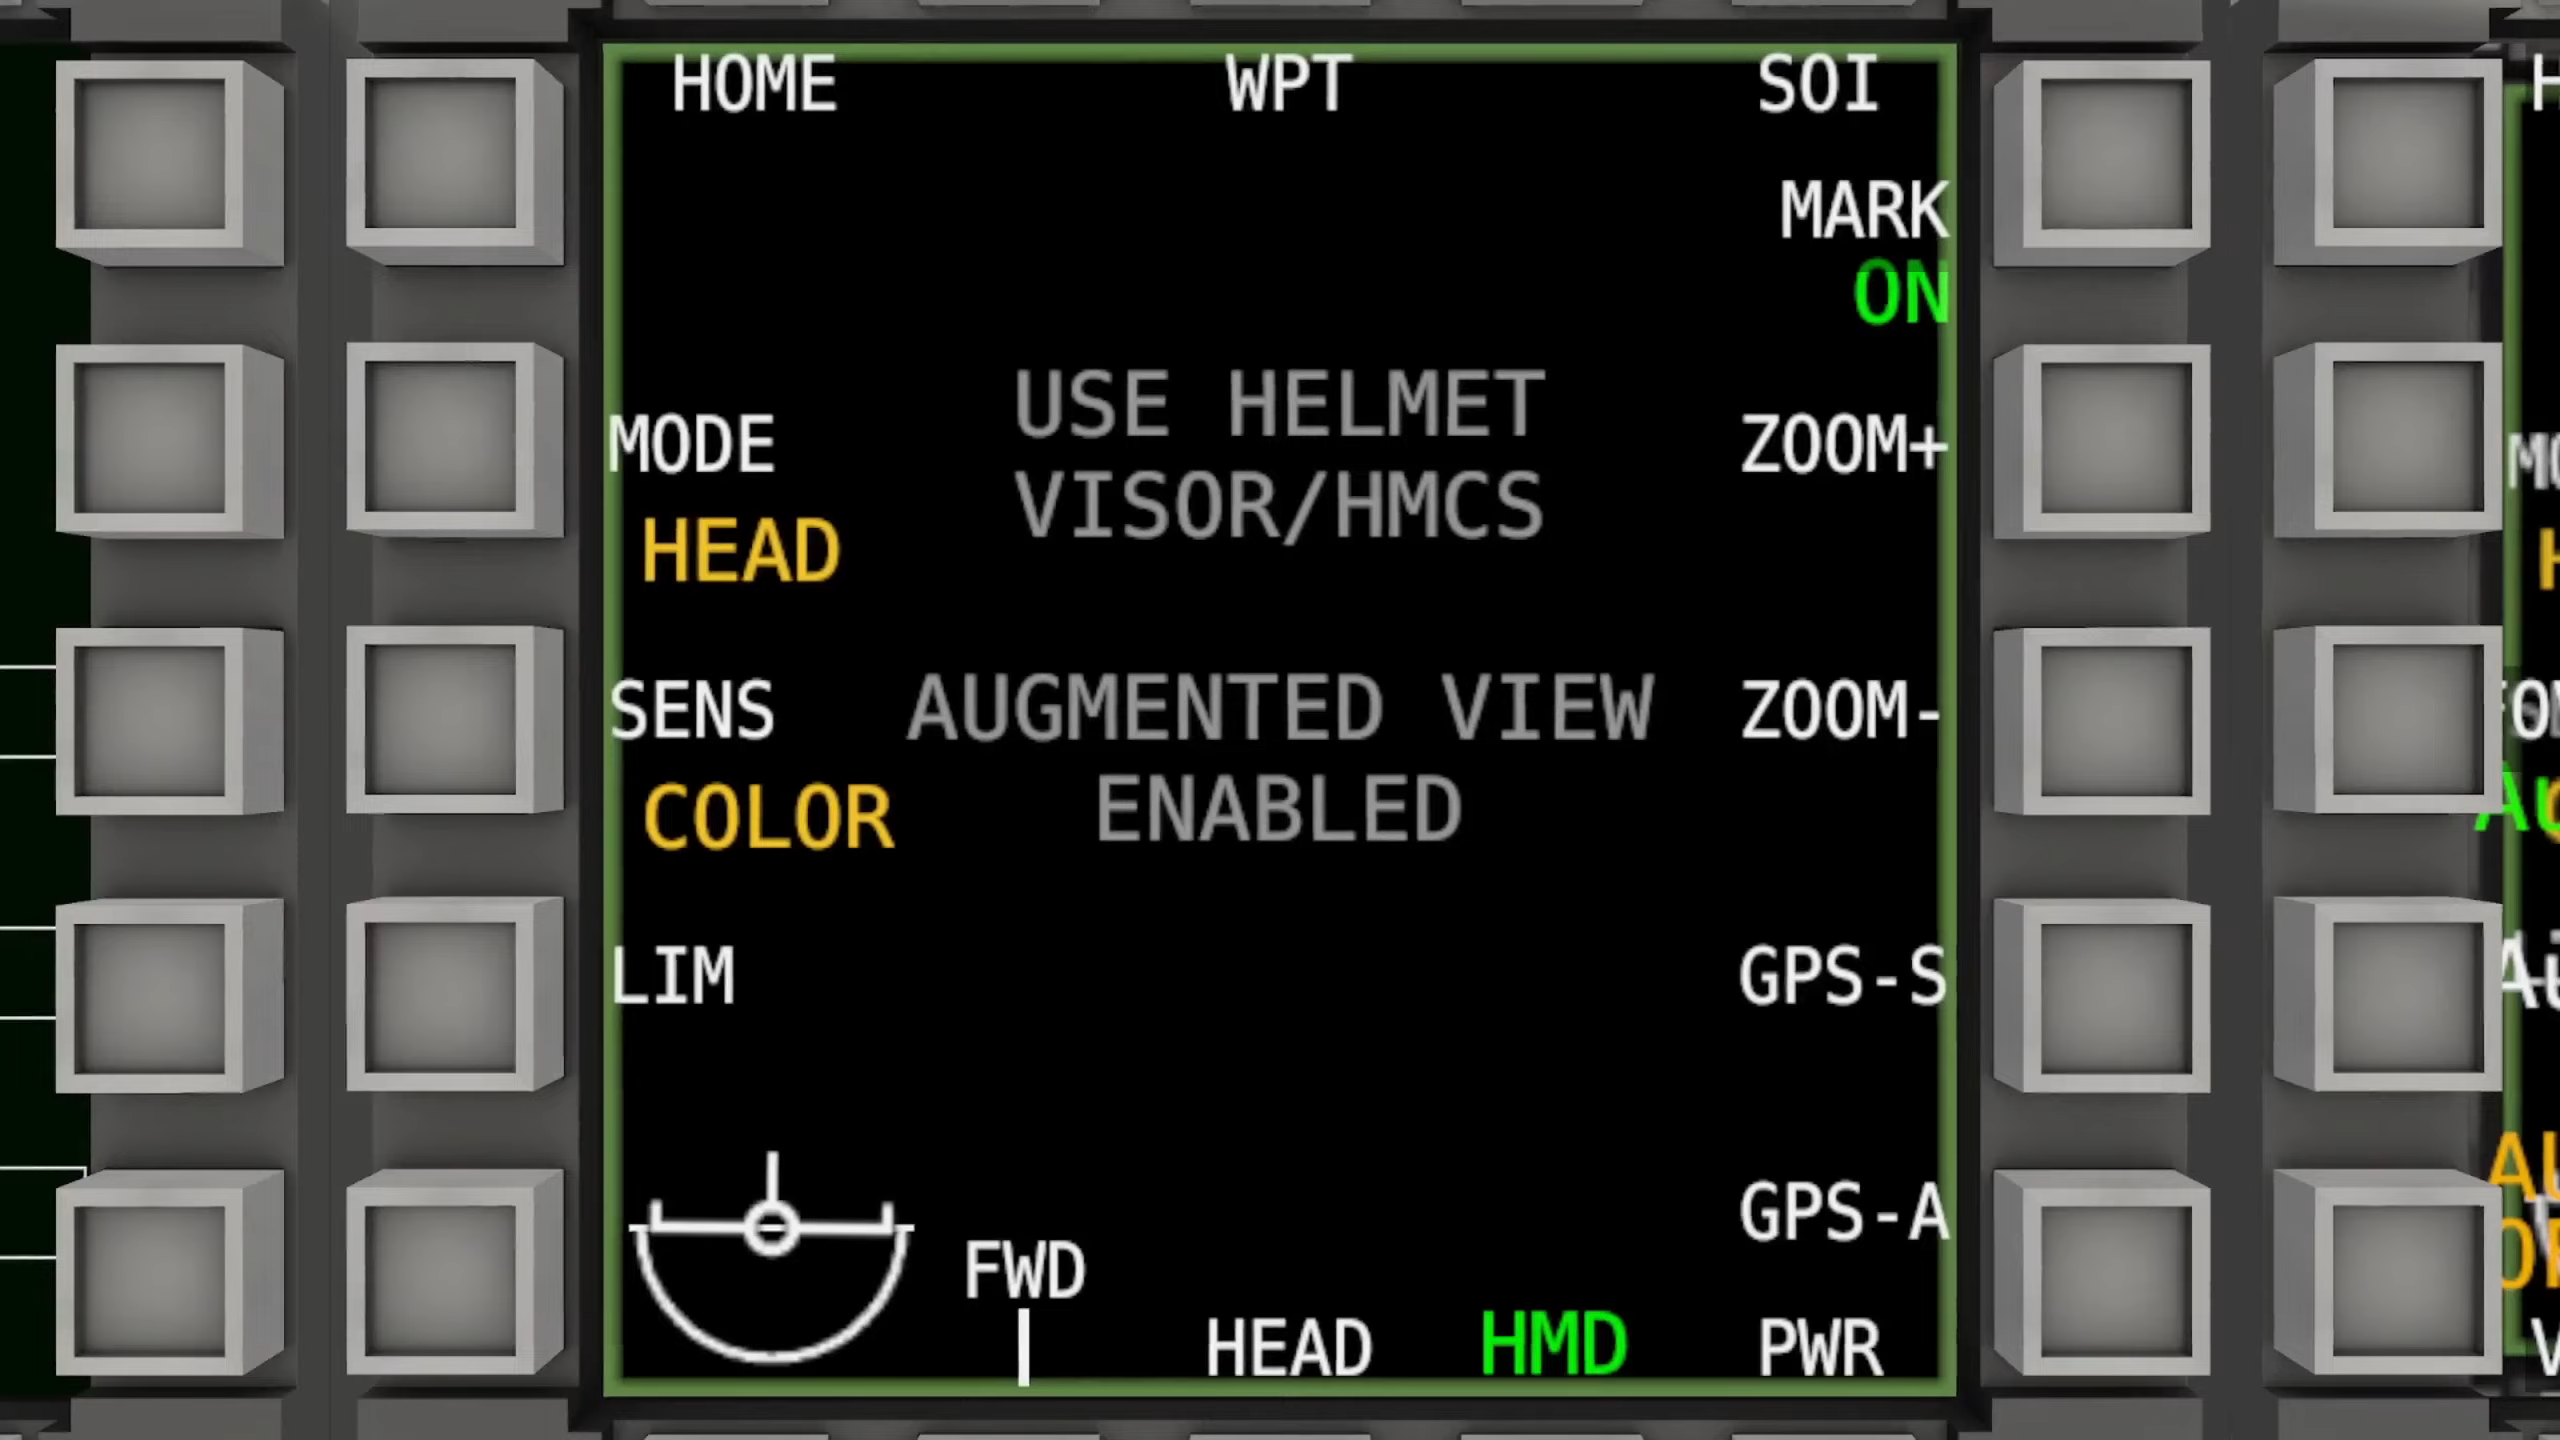 HOME WPT SOI
MARK
ON
USE HELMET
VISOR/HMCS
MODE
HEAD
ZOOM+
SENS
COLOR
AUGMENTED VIEW
ENABLED
ZOOM-
LIM
GPS-S
GPS-A
FWD
HEAD HMD PWR